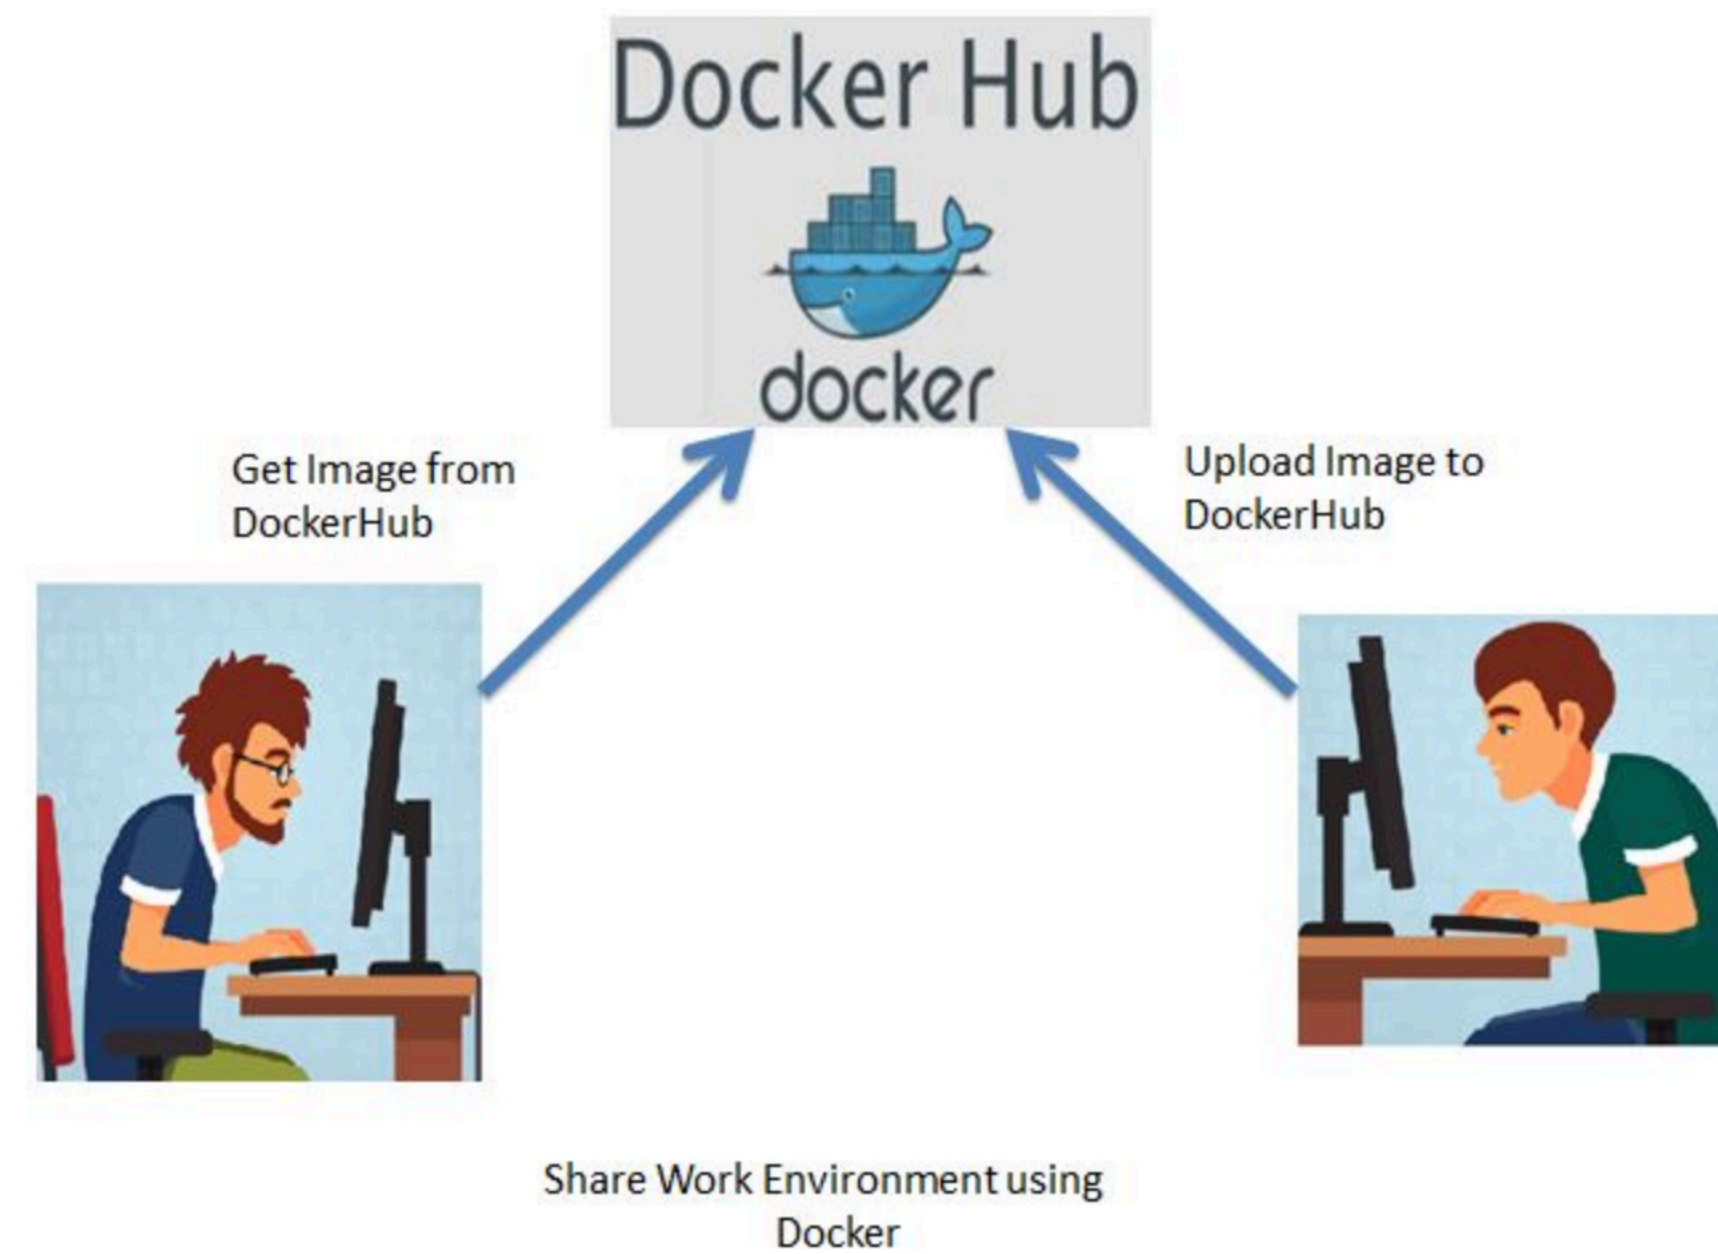 Docker Hub
docker
Get Image from
DockerHub
Upload Image to
DockerHub
Share Work Environment using
Docker